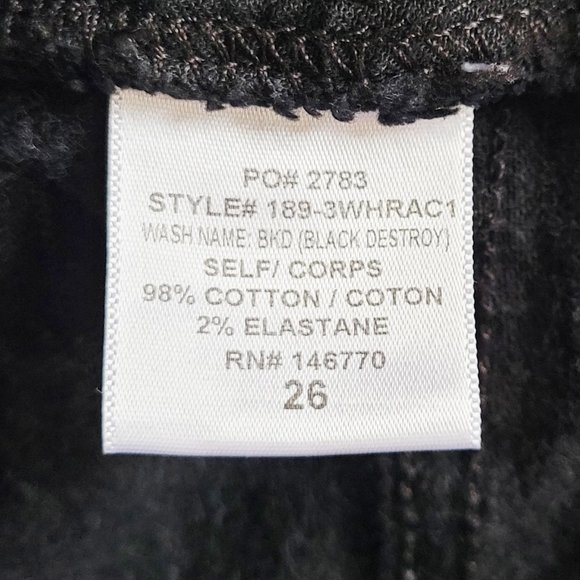 PO# 2783
STYLE# 189-3WHRAC1
WASH NAME: BKD (BLACK DESTROY)
SELF/ CORPS
98% COTTON / COTON
2% ELASTANE
RN# 146770
26